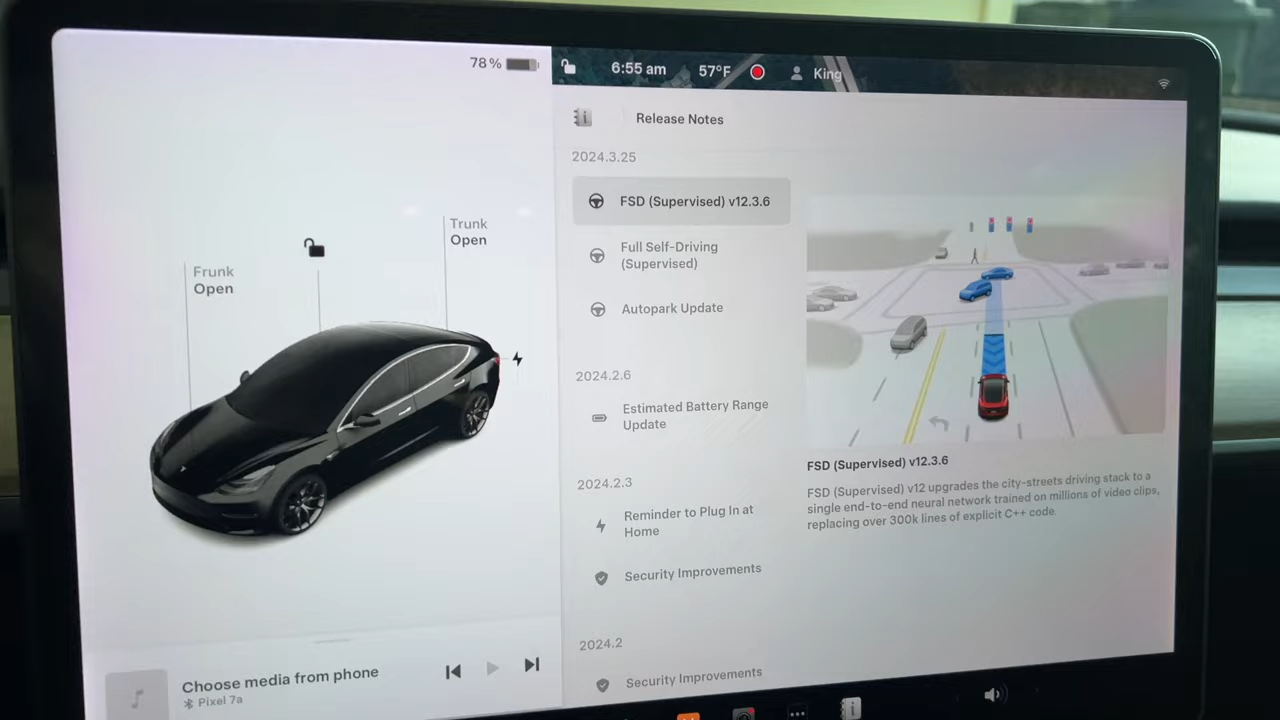 78 %
6:55 am
57°F
King
Release Notes
Frunk
Open
Trunk
Open
2024.3.25
FSD (Supervised) v12.3.6
Full Self-Driving
(Supervised)
Autopark Update
2024.2.6
Estimated Battery Range
Update
2024.2.3
Reminder to Plug In at
Home
Security Improvements
2024.2
Security Improvements
FSD (Supervised) v12.3.6
FSD (Supervised) v12 upgrades the city-streets driving stack to a
single end-to-end neural network trained on millions of video clips,
replacing over 300k lines of explicit C++ code.
Choose media from phone
Pixel 7a